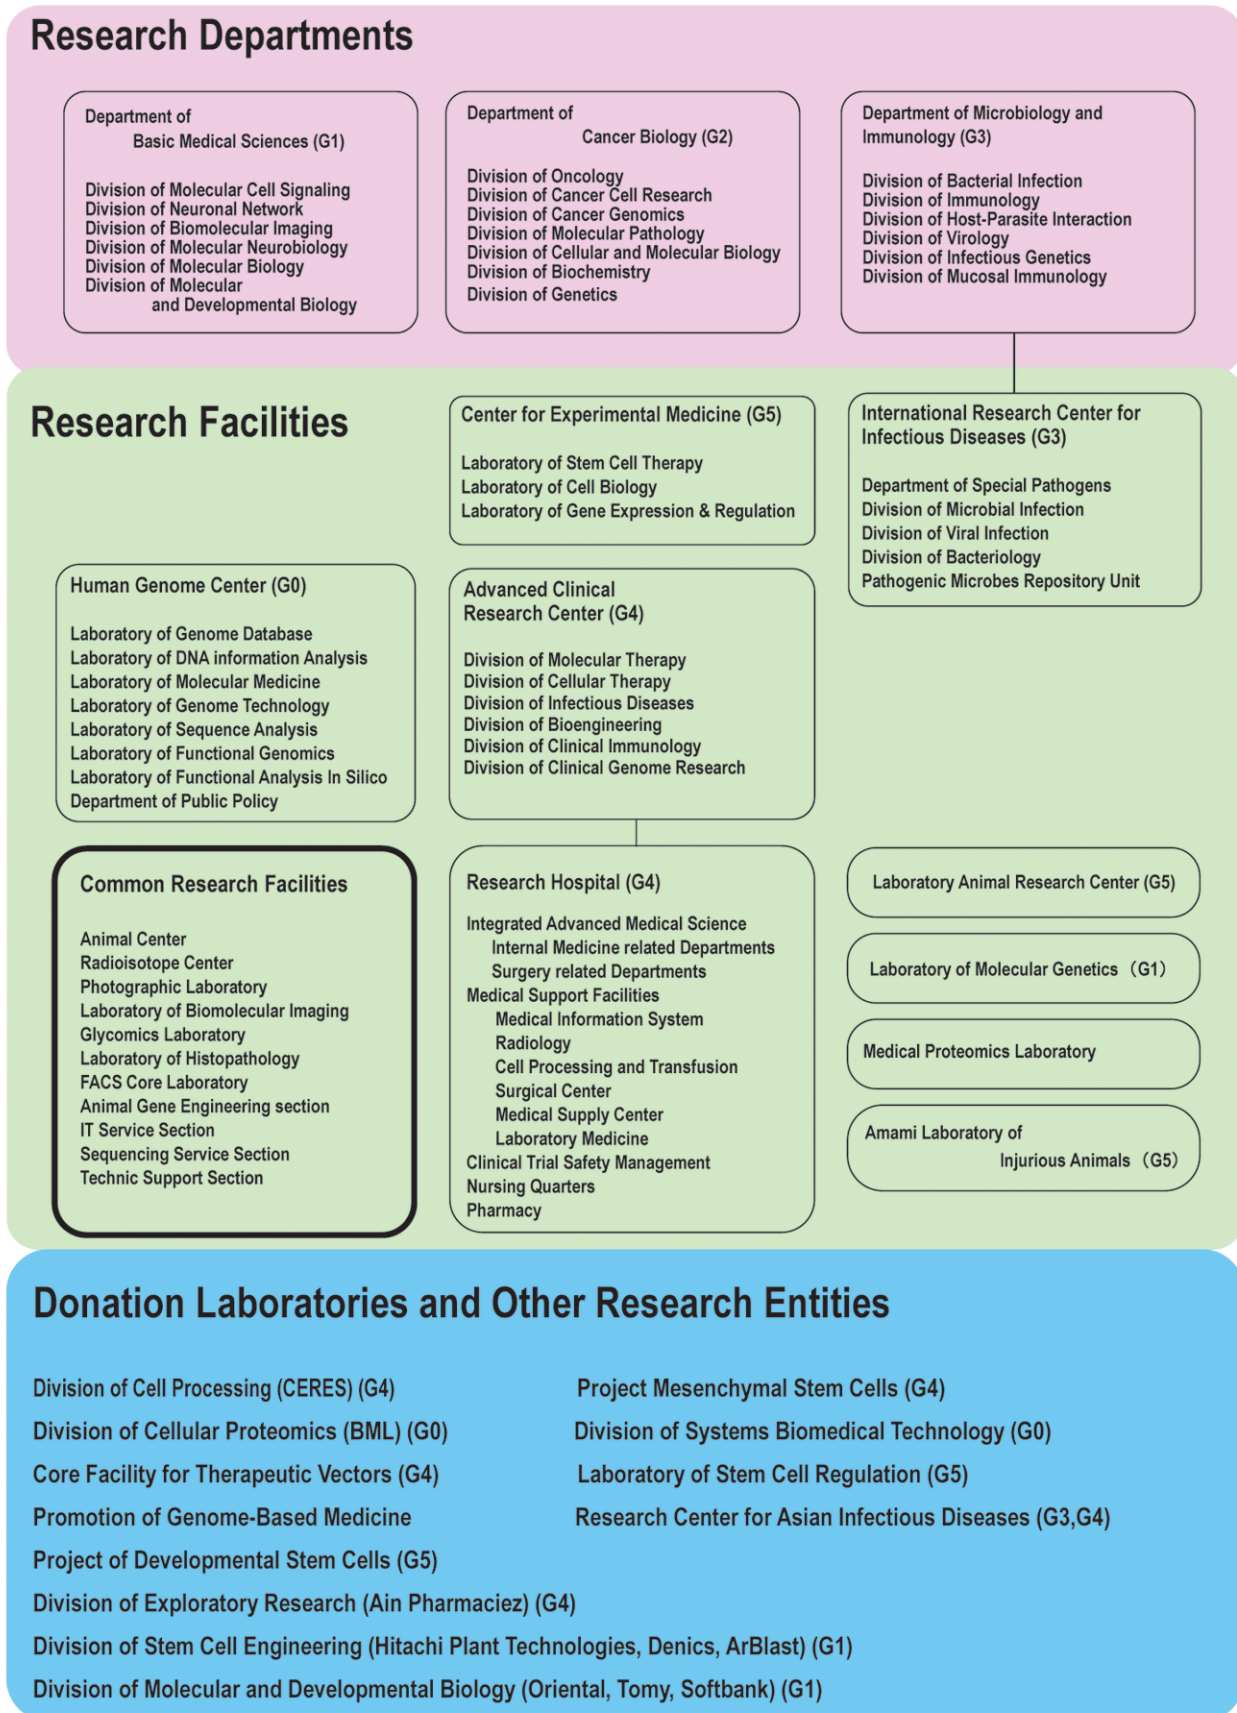 Research Departments
Department of
Basic Medical Sciences (G1)
Division of Molecular Cell Signaling
Division of Neuronal Network
Division of Biomolecular Imaging
Division of Molecular Neurobiology
Division of Molecular Biology
Division of Molecular
and Developmental Biology
Department of
Cancer Biology (G2)
Division of Oncology
Division of Cancer Cell Research
Division of Cancer Genomics
Division of Molecular Pathology
Division of Cellular and Molecular Biology
Division of Biochemistry
Division of Genetics
Department of Microbiology and
Immunology (G3)
Division of Bacterial Infection
Division of Immunology
Division of Host-Parasite Interaction
Division of Virology
Division of Infectious Genetics
Division of Mucosal Immunology
Research Facilities
Center for Experimental Medicine (G5)
Laboratory of Stem Cell Therapy
Laboratory of Cell Biology
Laboratory of Gene Expression & Regulation
International Research Center for
Infectious Diseases (G3)
Department of Special Pathogens
Division of Microbial Infection
Division of Viral Infection
Division of Bacteriology
Pathogenic Microbes Repository Unit
Human Genome Center (G0)
Laboratory of Genome Database
Laboratory of DNA information Analysis
Laboratory of Molecular Medicine
Laboratory of Genome Technology
Laboratory of Sequence Analysis
Laboratory of Functional Genomics
Laboratory of Functional Analysis In Silico
Department of Public Policy
Advanced Clinical
Research Center (G4)
Division of Molecular Therapy
Division of Cellular Therapy
Division of Infectious Diseases
Division of Bioengineering
Division of Clinical Immunology
Division of Clinical Genome Research
Common Research Facilities
Animal Center
Radioisotope Center
Photographic Laboratory
Laboratory of Biomolecular Imaging
Glycomics Laboratory
Laboratory of Histopathology
FACS Core Laboratory
Animal Gene Engineering section
IT Service Section
Sequencing Service Section
Technic Support Section
Research Hospital (G4)
Integrated Advanced Medical Science
Internal Medicine related Departments
Surgery related Departments
Medical Support Facilities
Medical Information System
Radiology
Cell Processing and Transfusion
Surgical Center
Medical Supply Center
Laboratory Medicine
Clinical Trial Safety Management
Nursing Quarters
Pharmacy
Laboratory Animal Research Center (G5)
Laboratory of Molecular Genetics （G1）
Medical Proteomics Laboratory
Amami Laboratory of
Injurious Animals （G5）
Donation Laboratories and Other Research Entities
Division of Cell Processing (CERES) (G4)
Division of Cellular Proteomics (BML) (G0)
Core Facility for Therapeutic Vectors (G4)
Promotion of Genome-Based Medicine
Project of Developmental Stem Cells (G5)
Division of Exploratory Research (Ain Pharmaciez) (G4)
Division of Stem Cell Engineering (Hitachi Plant Technologies, Denics, ArBlast) (G1)
Division of Molecular and Developmental Biology (Oriental, Tomy, Softbank) (G1)
Project Mesenchymal Stem Cells (G4)
Division of Systems Biomedical Technology (G0)
Laboratory of Stem Cell Regulation (G5)
Research Center for Asian Infectious Diseases (G3,G4)